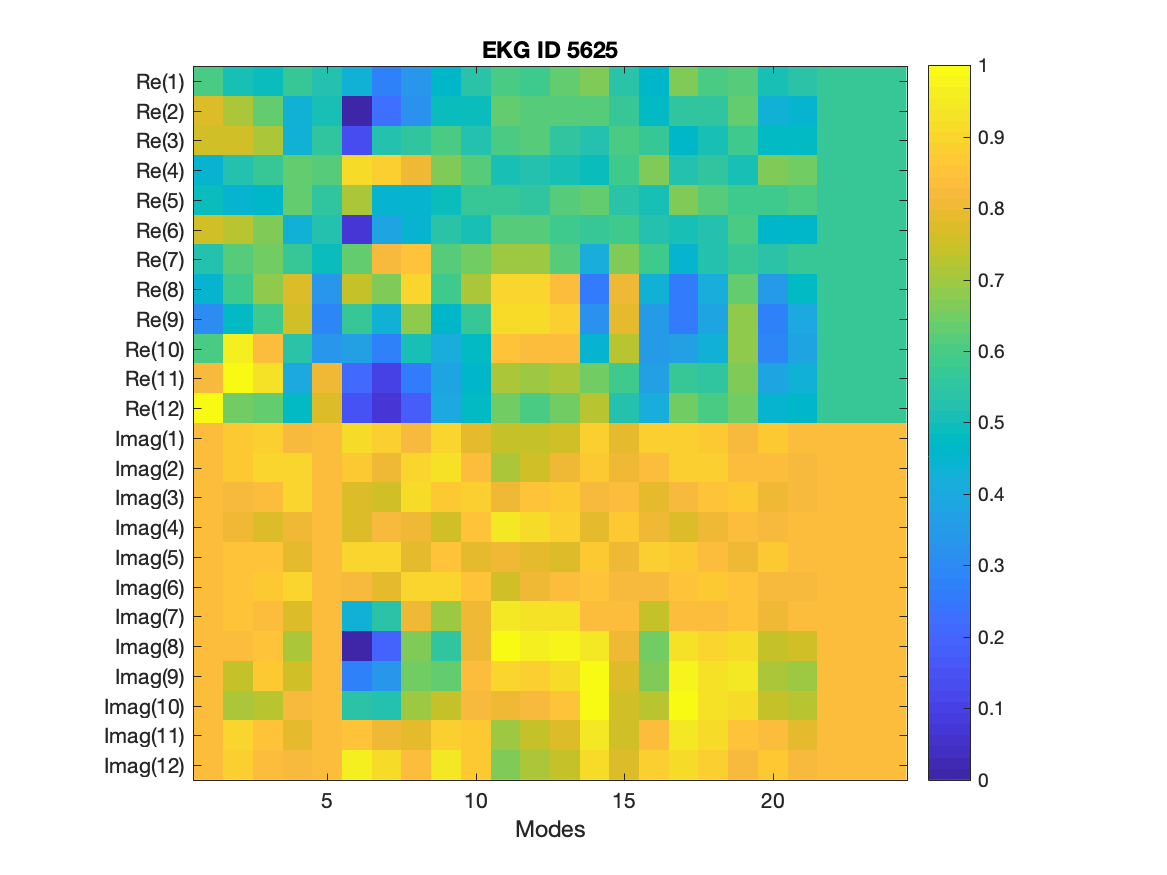 EKG ID 5625
Re(1)
Re(2)
Re(3)
Re(4)
Re(5)
Re(6)
Re(7)
Re(8)
Re(9)
Re(10)
Re(11)
Re(12)
Imag(1)
Imag(2)
Imag(3)
Imag(4)
Imag(5)
Imag(6)
Imag(7)
Imag(8)
Imag(9)
Imag(10)
Imag(11)
Imag(12)
5 10 15 20
Modes
1
0.9
0.8
0.7
0.6
0.5
0.4
0.3
0.2
0.1
0